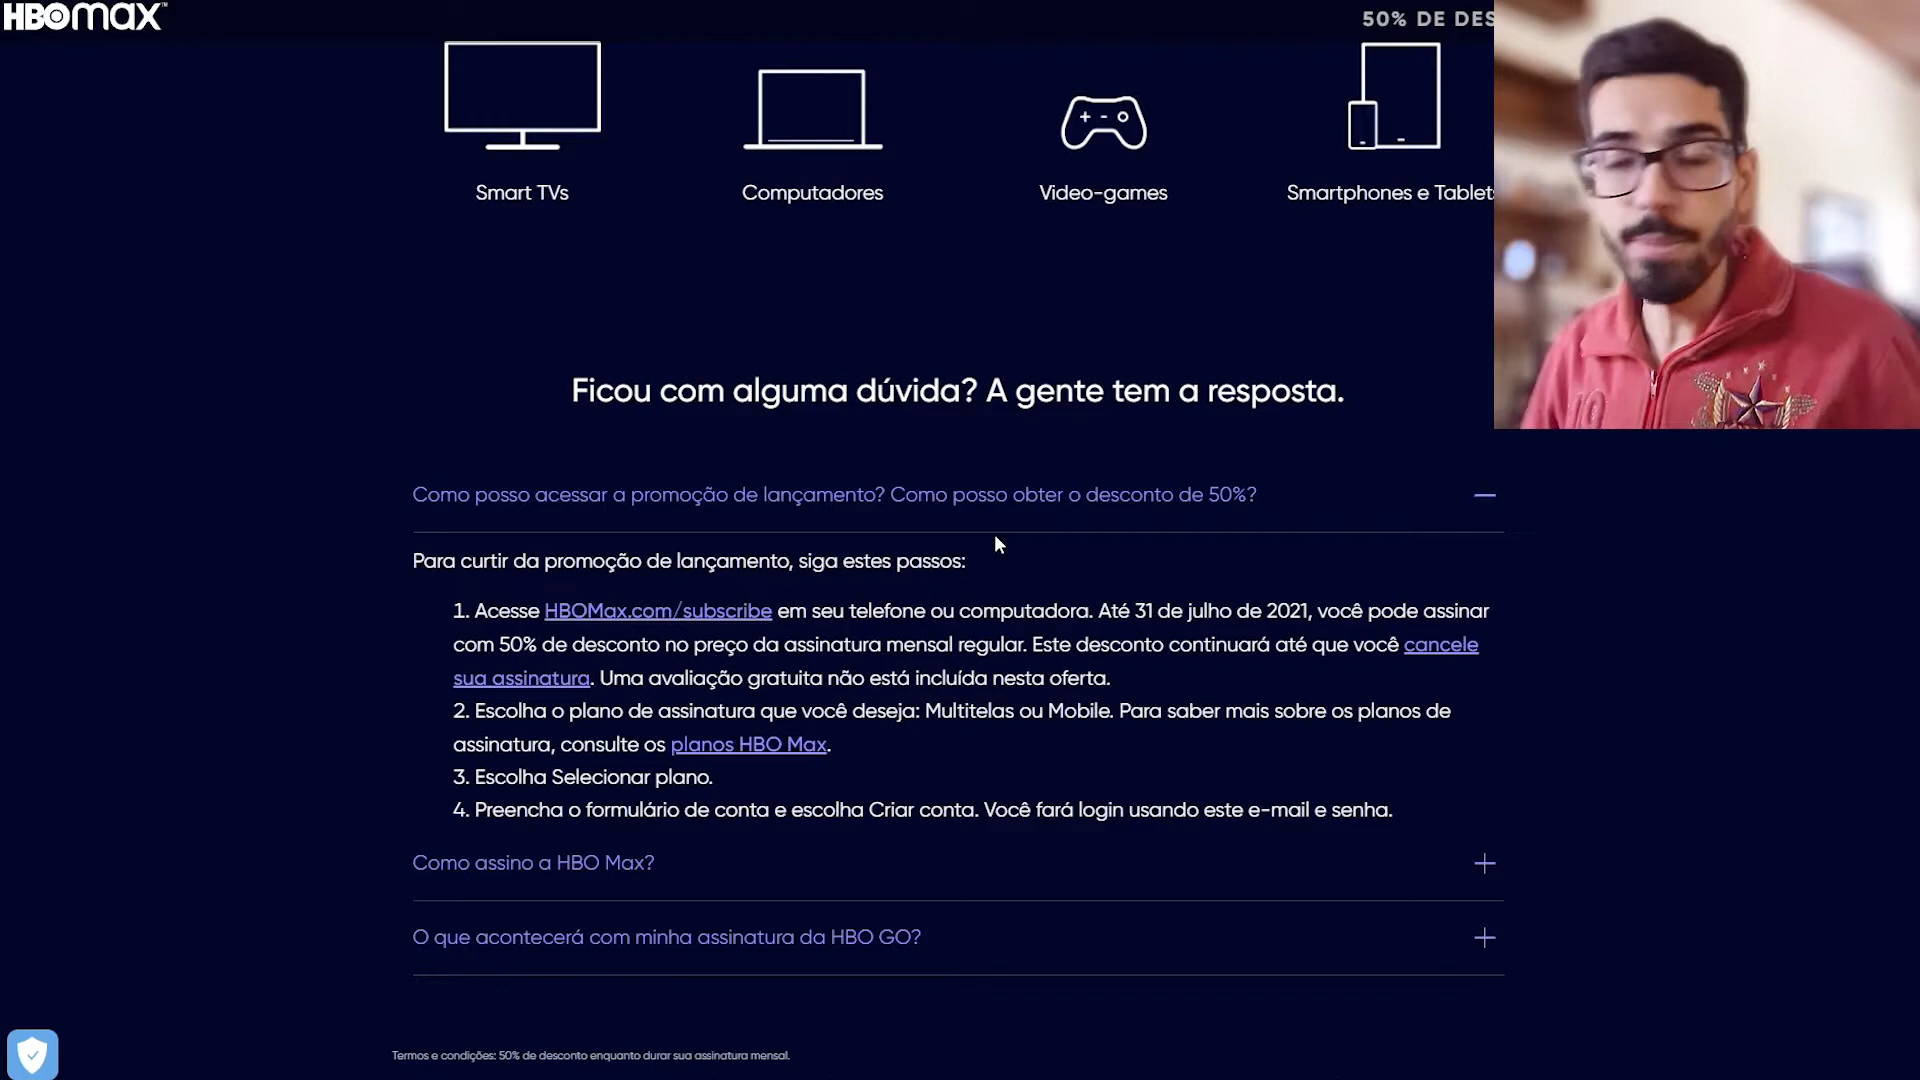 HBOMAX™
50% DE DES
Smart TVs
Computadores
Video-games
Smartphones e Tablets
Ficou com alguma dúvida? A gente tem a resposta.
Como posso acessar a promoção de lançamento? Como posso obter o desconto de 50%?
Para curtir da promoção de lançamento, siga estes passos:
1. Acesse HBOMax.com/subscribe em seu telefone ou computadora. Até 31 de julho de 2021, você pode assinar
com 50% de desconto no preço da assinatura mensal regular. Este desconto continuará até que você cancele
sua assinatura. Uma avaliação gratuita não está incluída nesta oferta.
2. Escolha o plano de assinatura que você deseja: Multitelas ou Mobile. Para saber mais sobre os planos de
assinatura, consulte os planos HBO Max.
3. Escolha Selecionar plano.
4. Preencha o formulário de conta e escolha Criar conta. Você fará login usando este e-mail e senha.
Como assino a HBO Max?
O que acontecerá com minha assinatura da HBO GO?
Termos e condições: 50% de desconto enquanto durar sua assinatura mensal.